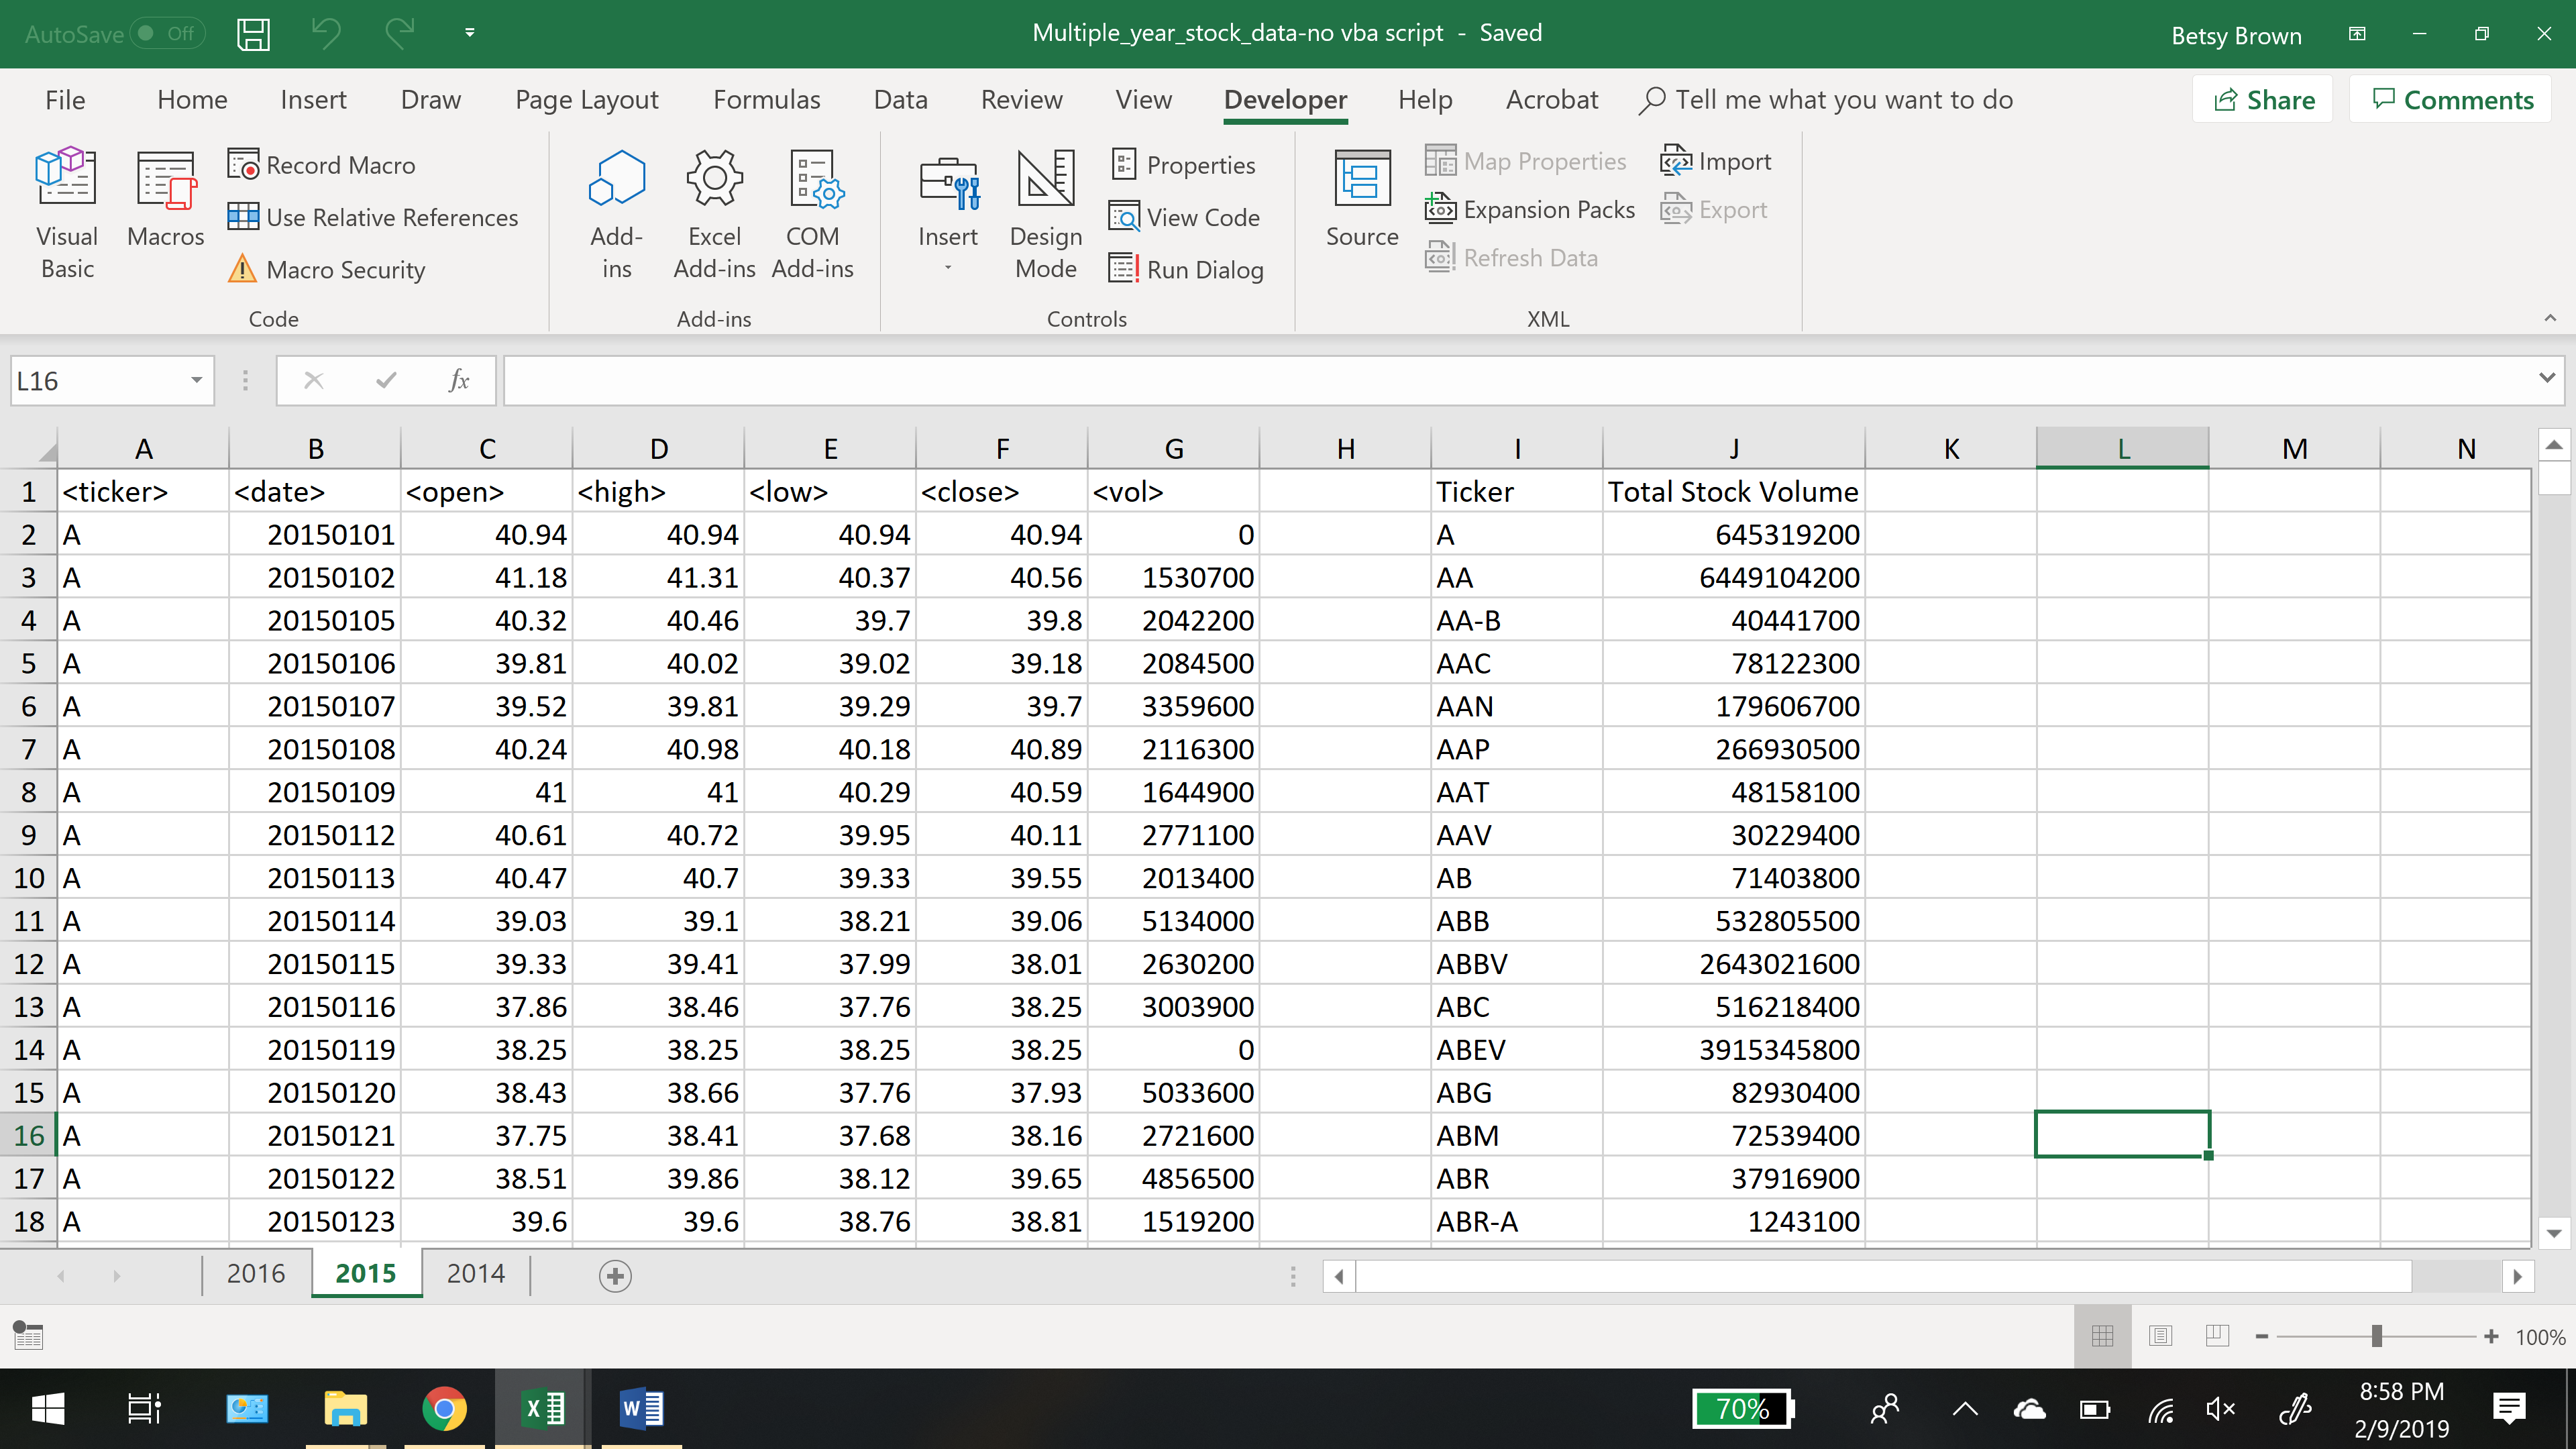 AutoSave Off Multiple_year_stock_data-no vba script - Saved Betsy Brown
File Home Insert Draw Page Layout Formulas Data Review View Developer Help Acrobat Tell me what you want to do Share Comments
Visual Basic
Macros
Record Macro
Use Relative References
Macro Security
Code
Add-ins
Excel Add-ins
COM Add-ins
Add-ins
Insert
Design Mode
Properties
View Code
Run Dialog
Controls
Source
Map Properties
Expansion Packs
Refresh Data
Import
Export
XML
L16 fx
A B C D E F G H I J K L M N
1 <ticker> <date> <open> <high> <low> <close> <vol> Ticker Total Stock Volume
2 A 20150101 40.94 40.94 40.94 40.94 0 A 645319200
3 A 20150102 41.18 41.31 40.37 40.56 1530700 AA 6449104200
4 A 20150105 40.32 40.46 39.7 39.8 2042200 AA-B 40441700
5 A 20150106 39.81 40.02 39.02 39.18 2084500 AAC 78122300
6 A 20150107 39.52 39.81 39.29 39.7 3359600 AAN 179606700
7 A 20150108 40.24 40.98 40.18 40.89 2116300 AAP 266930500
8 A 20150109 41 41 40.29 40.59 1644900 AAT 48158100
9 A 20150112 40.61 40.72 39.95 40.11 2771100 AAV 30229400
10 A 20150113 40.47 40.7 39.33 39.55 2013400 AB 71403800
11 A 20150114 39.03 39.1 38.21 39.06 5134000 ABB 532805500
12 A 20150115 39.33 39.41 37.99 38.01 2630200 ABBV 2643021600
13 A 20150116 37.86 38.46 37.76 38.25 3003900 ABC 516218400
14 A 20150119 38.25 38.25 38.25 38.25 0 ABEV 3915345800
15 A 20150120 38.43 38.66 37.76 37.93 5033600 ABG 82930400
16 A 20150121 37.75 38.41 37.68 38.16 2721600 ABM 72539400
17 A 20150122 38.51 39.86 38.12 39.65 4856500 ABR 37916900
18 A 20150123 39.6 39.6 38.76 38.81 1519200 ABR-A 1243100
2016 2015 2014
100%
70% 8:58 PM
2/9/2019